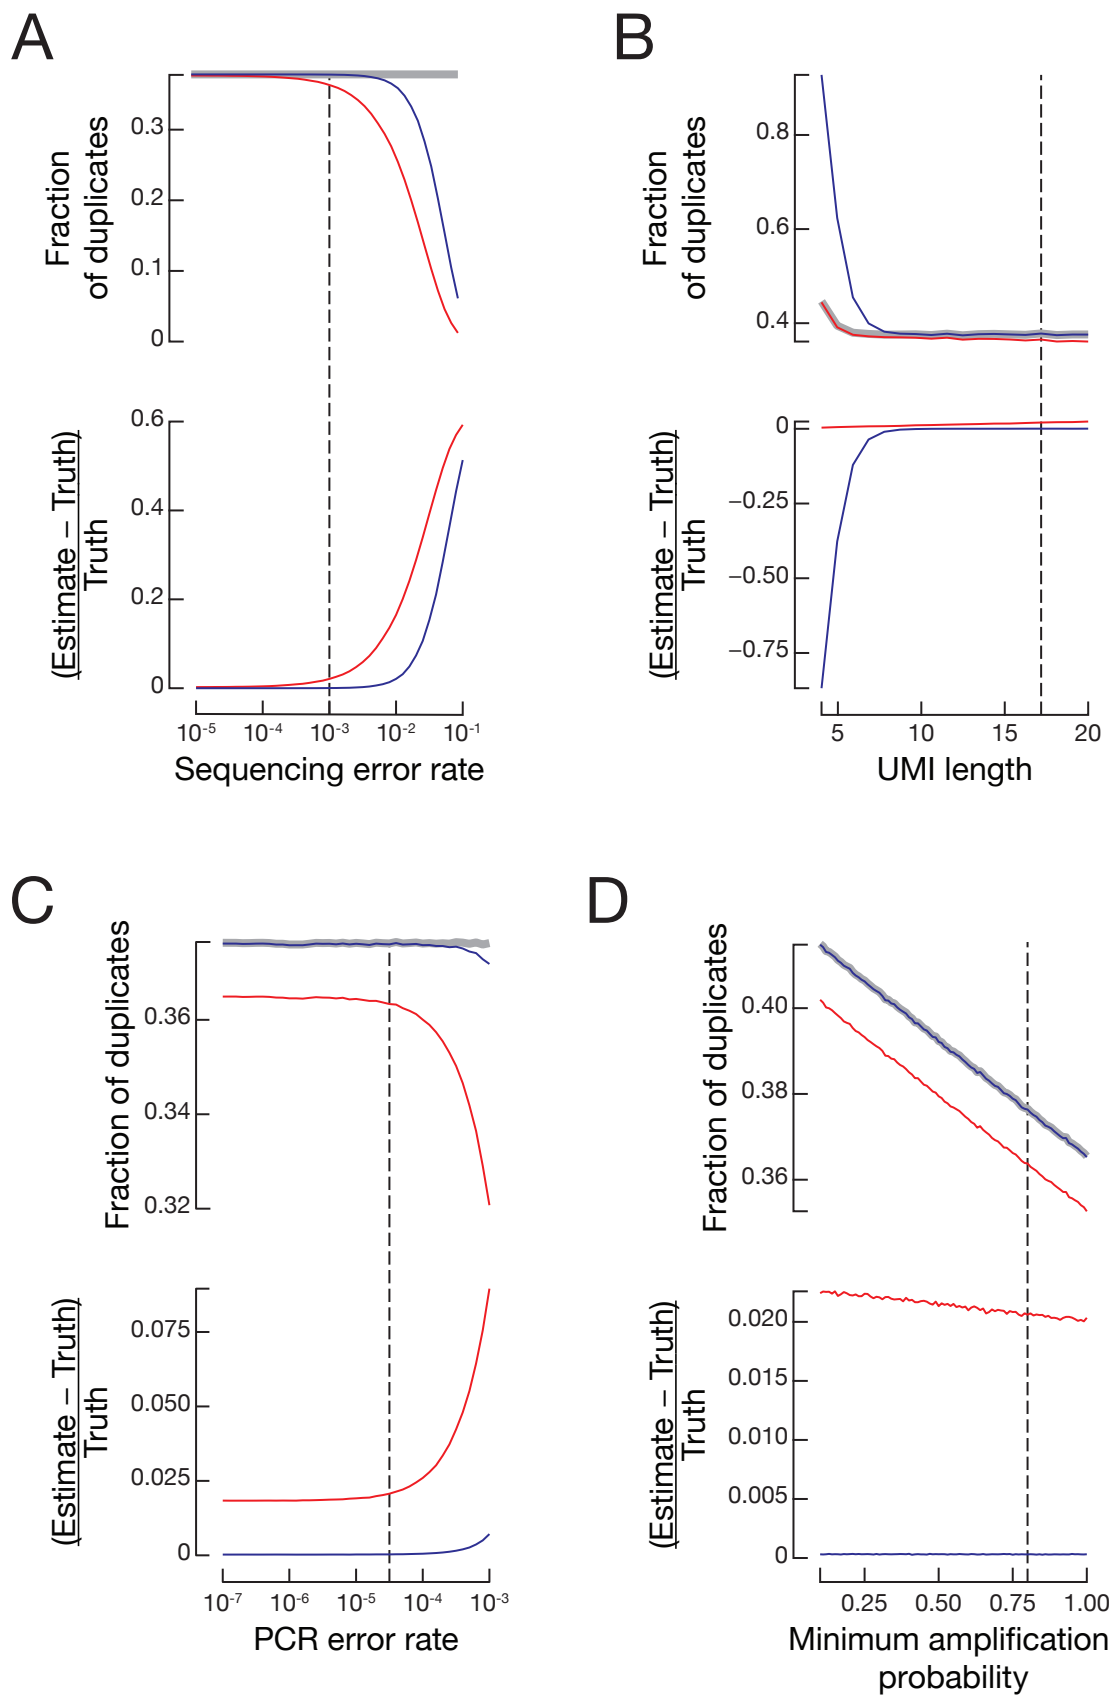 A
Fraction
of duplicates
0.3
0.2
0.1
0
(Estimate – Truth)
Truth
0.6
0.4
0.2
0
10-5
10-4
10-3
10-2
10-1
Sequencing error rate
B
Fraction
of duplicates
0.8
0.6
0.4
(Estimate – Truth)
Truth
0
–0.25
–0.50
–0.75
5
10
15
20
UMI length
C
Fraction of duplicates
0.36
0.34
0.32
(Estimate – Truth)
Truth
0.075
0.050
0.025
0
10-7
10-6
10-5
10-4
10-3
PCR error rate
D
Fraction of duplicates
0.40
0.38
0.36
(Estimate – Truth)
Truth
0.020
0.015
0.010
0.005
0
0.25
0.50
0.75
1.00
Minimum amplification
probability